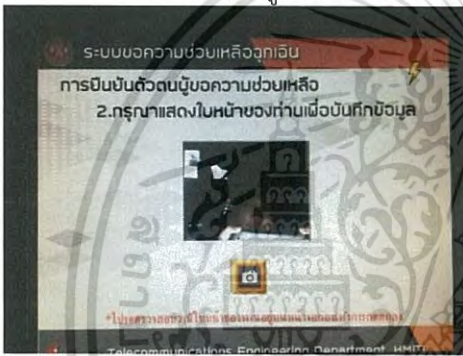 ระบบขอความช่วยเหลือฉุกเฉิน
การยืนยันตัวตนผู้ขอความช่วยเหลือ
2.กรุณาแสดงใบหน้าของท่านเพื่อบันทึกข้อมูล
Telecommunications Engineering Department, KMITL